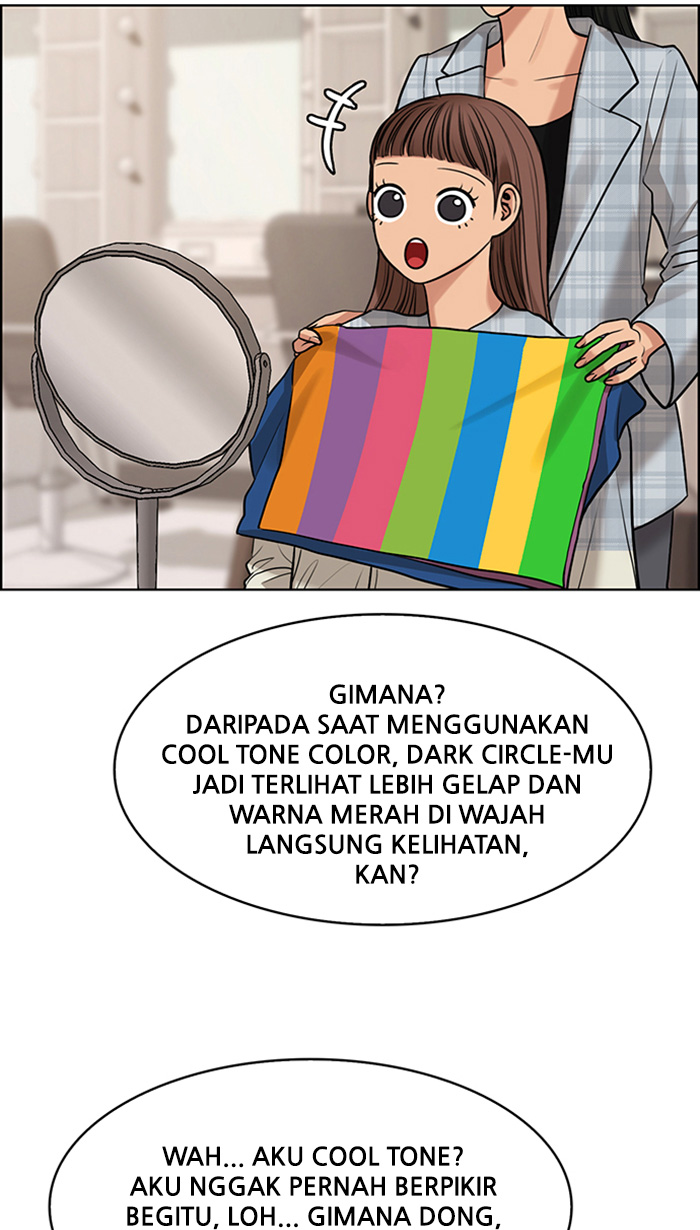 GIMANA?
DARIPADA SAAT MENGGUNAKAN
COOL TONE COLOR, DARK CIRCLE-MU
JADI TERLIHAT LEBIH GELAP DAN
WARNA MERAH DI WAJAH
LANGSUNG KELIHATAN,
KAN?
WAH... AKU COOL TONE?
AKU NGGAK PERNAH BERPIKIR
BEGITU, LOH... GIMANA DONG,